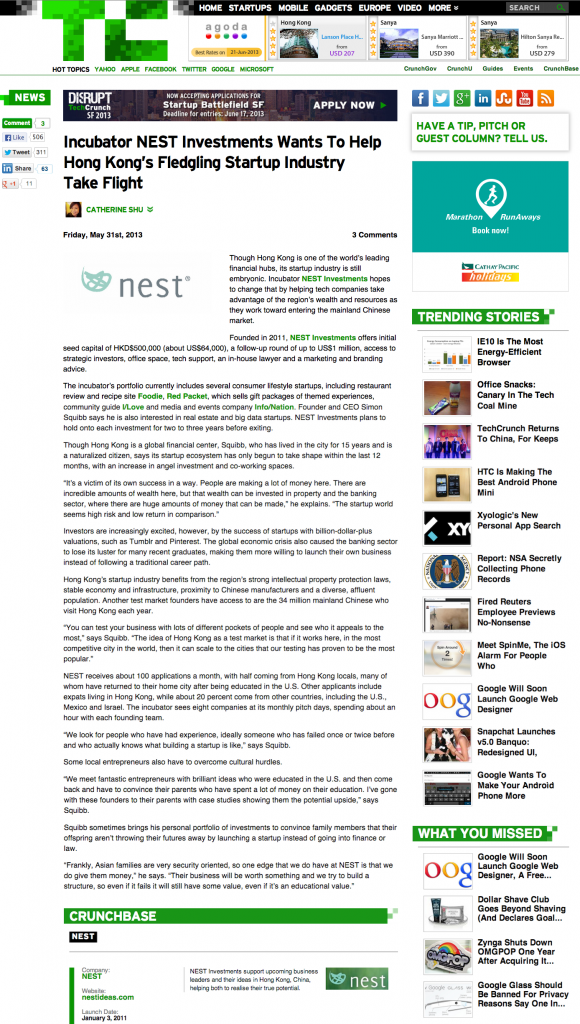 HOME STARTUPS MOBILE GADGETS EUROPE VIDEO MORE
SEARCH
agoda
Best Rates on 21-Jun-2013
Hong Kong
Lanson Place H...
from
USD 207
Sanya
Sanya Marriott ...
from
USD 390
Sanya
Hilton Sanya Re...
from
USD 279
HOT TOPICS YAHOO APPLE FACEBOOK TWITTER GOOGLE MICROSOFT
CrunchGov CrunchU Guides Events CrunchBase
NEWS
Comment 3
Like 506
Tweet 311
Share 63
+1 11
DISRUPT
TechCrunch
SF 2013
NOW ACCEPTING APPLICATIONS FOR
Startup Battlefield SF
Deadline for entries: June 17, 2013
APPLY NOW
Incubator NEST Investments Wants To Help
Hong Kong's Fledgling Startup Industry
Take Flight
CATHERINE SHU
Friday, May 31st, 2013
3 Comments
nest®
Though Hong Kong is one of the world's leading
financial hubs, its startup industry is still
embryonic. Incubator NEST Investments hopes
to change that by helping tech companies take
advantage of the region's wealth and resources as
they work toward entering the mainland Chinese
market.
Founded in 2011, NEST Investments offers initial
seed capital of HKD$500,000 (about US$64,000), a follow-up round of up to US$1 million, access to
strategic investors, office space, tech support, an in-house lawyer and a marketing and branding
advice.
The incubator's portfolio currently includes several consumer lifestyle startups, including restaurant
review and recipe site Foodie, Red Packet, which sells gift packages of themed experiences,
community guide I/Love and media and events company Info/Nation. Founder and CEO Simon
Squibb says he is also interested in real estate and big data startups. NEST Investments plans to
hold onto each investment for two to three years before exiting.
Though Hong Kong is a global financial center, Squibb, who has lived in the city for 15 years and is
a naturalized citizen, says its startup ecosystem has only begun to take shape within the last 12
months, with an increase in angel investment and co-working spaces.
"It's a victim of its own success in a way. People are making a lot of money here. There are
incredible amounts of wealth here, but that wealth can be invested in property and the banking
sector, where there are huge amounts of money that can be made," he explains. "The startup world
seems high risk and low return in comparison."
Investors are increasingly excited, however, by the success of startups with billion-dollar-plus
valuations, such as Tumblr and Pinterest. The global economic crisis also caused the banking sector
to lose its luster for many recent graduates, making them more willing to launch their own business
instead of following a traditional career path.
Hong Kong's startup industry benefits from the region's strong intellectual property protection laws,
stable economy and infrastructure, proximity to Chinese manufacturers and a diverse, affluent
population. Another test market founders have access to are the 34 million mainland Chinese who
visit Hong Kong each year.
"You can test your business with lots of different pockets of people and see who it appeals to the
most," says Squibb. "The idea of Hong Kong as a test market is that if it works here, in the most
competitive city in the world, then it can scale to the cities that our testing has proven to be the most
popular."
NEST receives about 100 applications a month, with half coming from Hong Kong locals, many of
whom have returned to their home city after being educated in the U.S. Other applicants include
expats living in Hong Kong, while about 20 percent come from other countries, including the U.S.,
Mexico and Israel. The incubator sees eight companies at its monthly pitch days, spending about an
hour with each founding team.
"We look for people who have had experience, ideally someone who has failed once or twice before
and who actually knows what building a startup is like," says Squibb.
Some local entrepreneurs also have to overcome cultural hurdles.
"We meet fantastic entrepreneurs with brilliant ideas who were educated in the U.S. and then come
back and have to convince their parents who have spent a lot of money on their education. I've gone
with these founders to their parents with case studies showing them the potential upside," says
Squibb.
Squibb sometimes brings his personal portfolio of investments to convince family members that their
offspring aren't throwing their futures away by launching a startup instead of going into finance or
law.
"Frankly, Asian families are very security oriented, so one edge that we do have at NEST is that we
do give them money," he says. "Their business will be worth something and we try to build a
structure, so even if it fails it will still have some value, even if it's an educational value."
CRUNCHBASE
NEST
Company:
NEST
Website:
nestideas.com
Launch Date:
January 3, 2011
NEST Investments support upcoming business
leaders and their ideas in Hong Kong, China,
helping both to realise their true potential.
nest
HAVE A TIP, PITCH OR
GUEST COLUMN? TELL US.
Marathon RunAways
Book now!
CATHAY PACIFIC
holidays
TRENDING STORIES
IE10 Is The Most
Energy-Efficient
Browser
Office Snacks:
Canary In The Tech
Coal Mine
TechCrunch Returns
To China, For Keeps
HTC Is Making The
Best Android Phone
Mini
XYO
Xyologic's New
Personal App Search
Report: NSA Secretly
Collecting Phone
Records
Fired Reuters
Employee Previews
No-Nonsense
Spin Around
2
Times
Meet SpinMe, The iOS
Alarm For People
Who
oog
Google Will Soon
Launch Google Web
Designer
Snapchat Launches
v5.0 Banquo:
Redesigned UI,
Google Wants To
Make Your Android
Phone More
WHAT YOU MISSED
oog
Google Will Soon
Launch Google Web
Designer, A Free...
Dollar Shave Club
Goes Beyond Shaving
(And Declares Goal...
OMGPOP
Zynga Shuts Down
OMGPOP One Year
After Acquiring It...
Google Glass Should
Be Banned For Privacy
Reasons Say One In...